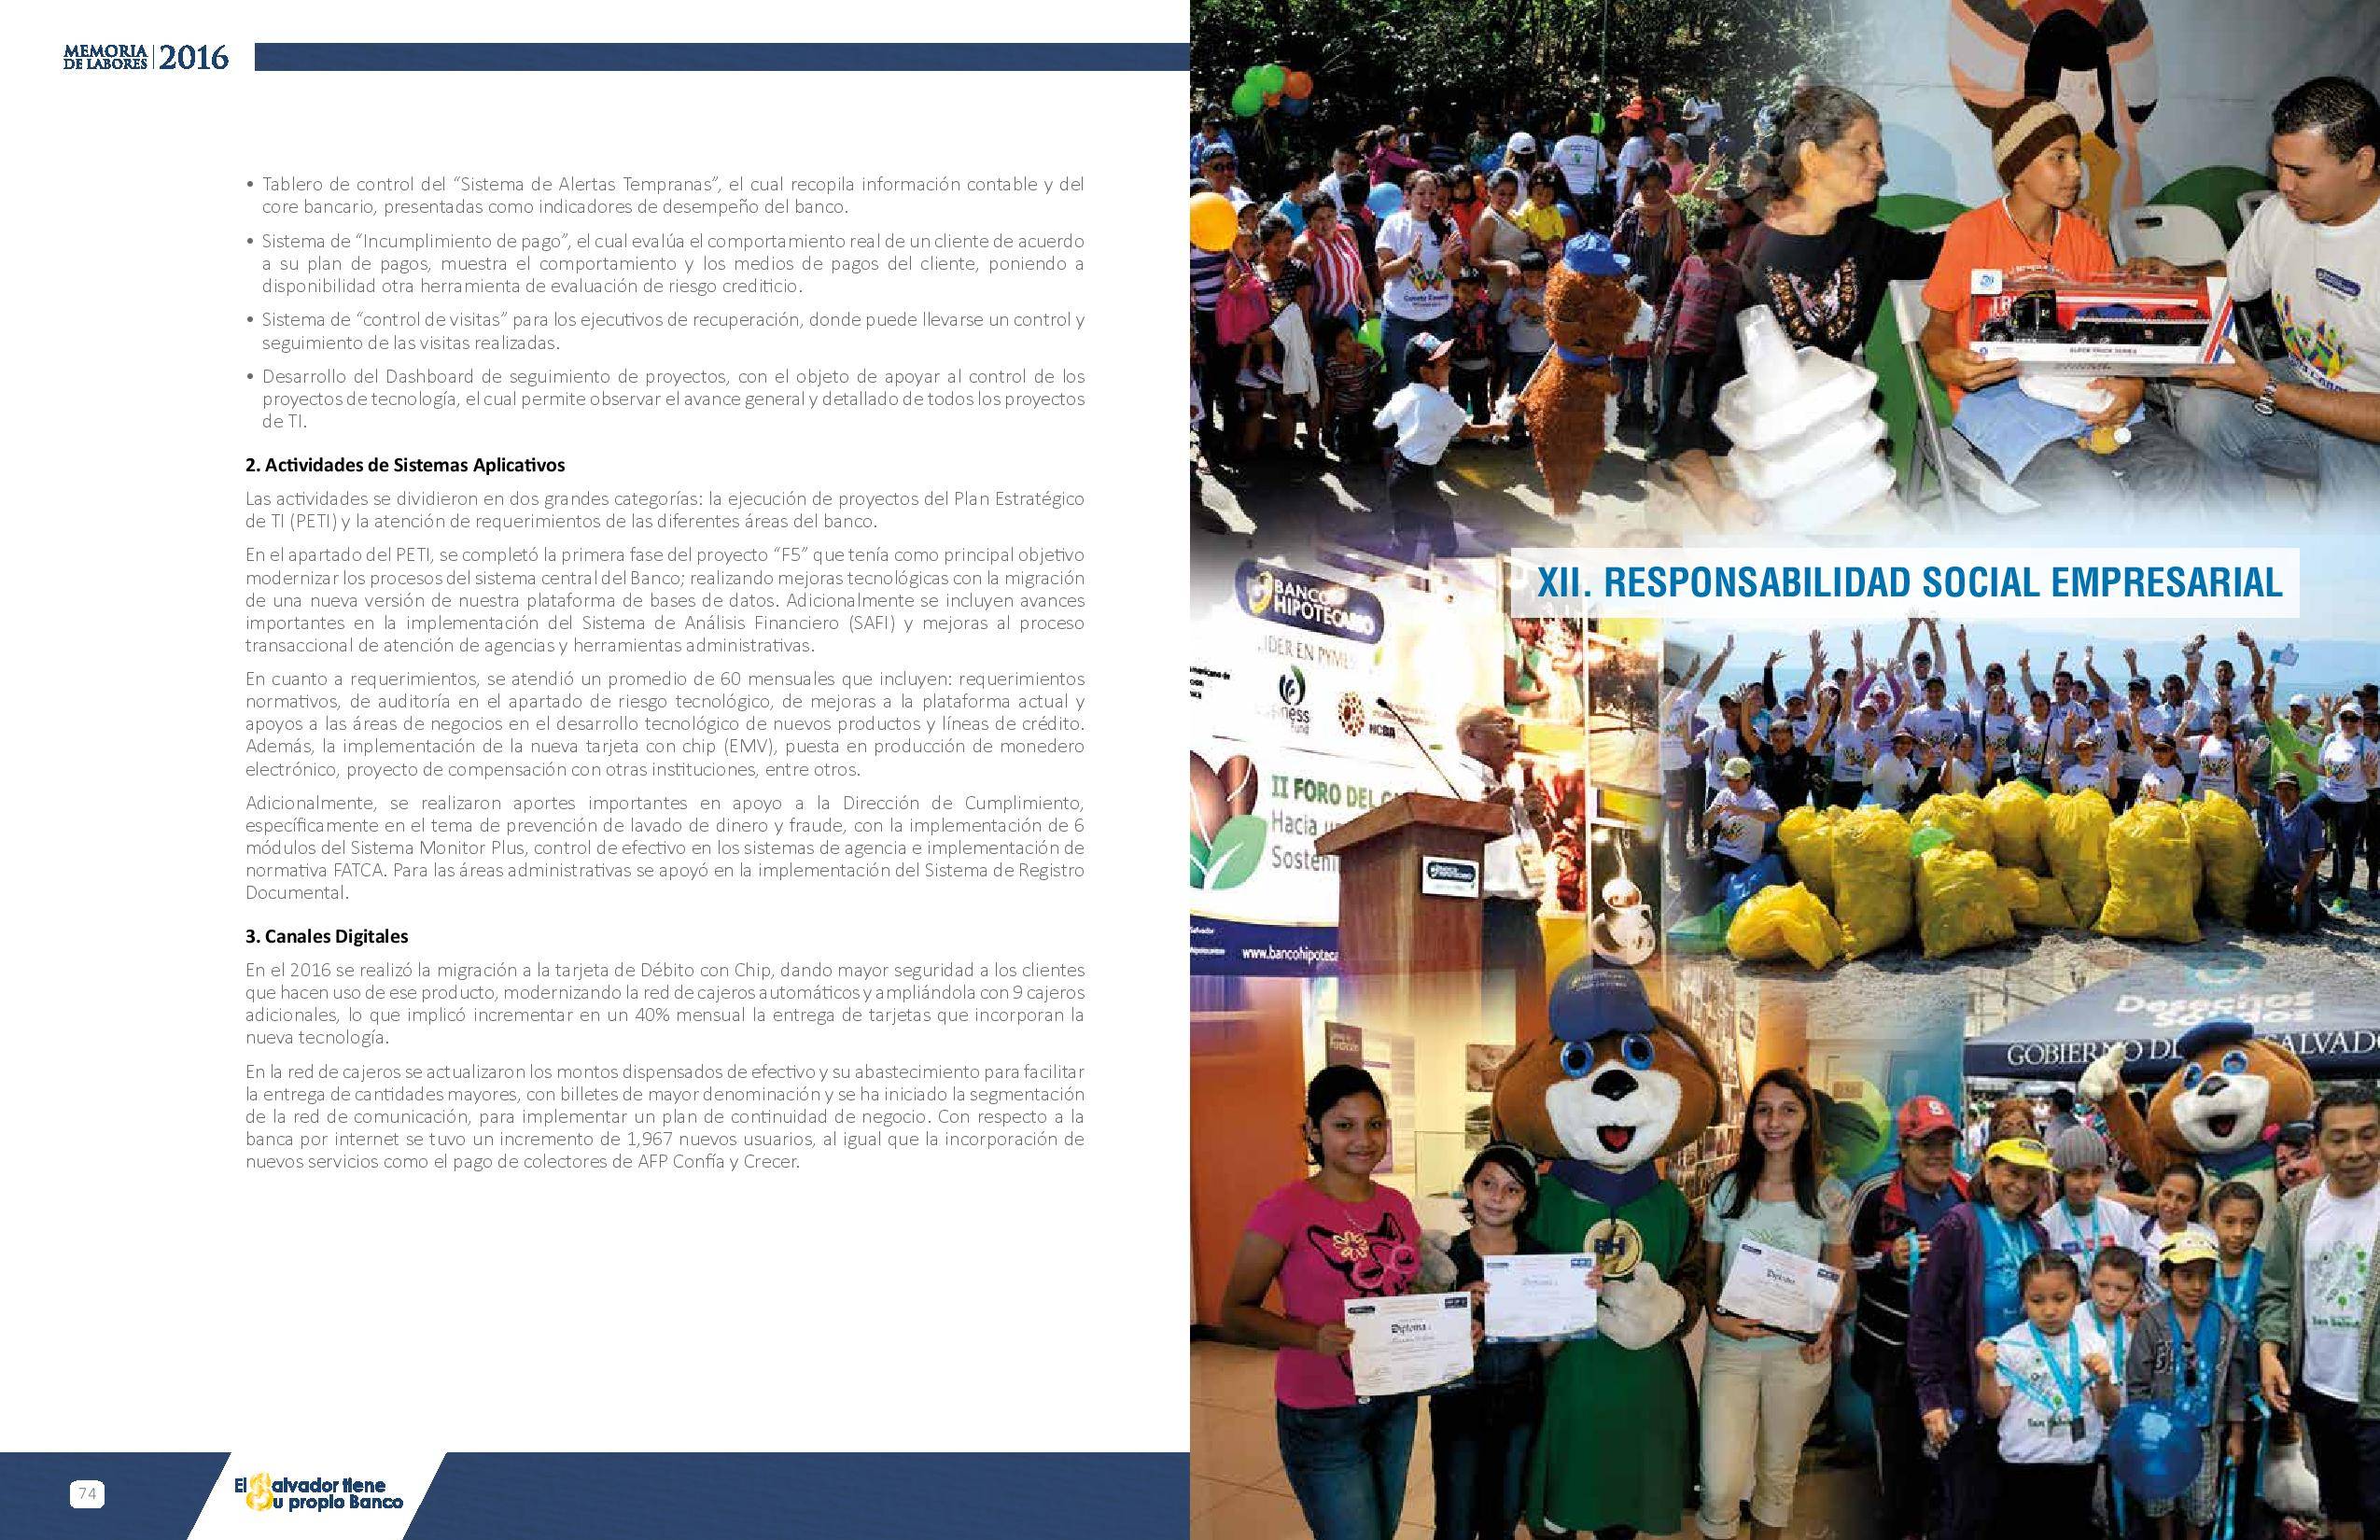 MEMORIA
DE LABORES 2016
• Tablero de control del “Sistema de Alertas Tempranas”, el cual recopila información contable y del
core bancario, presentadas como indicadores de desempeño del banco.
• Sistema de “Incumplimiento de pago”, el cual evalúa el comportamiento real de un cliente de acuerdo
a su plan de pagos, muestra el comportamiento y los medios de pagos del cliente, poniendo a
disponibilidad otra herramienta de evaluación de riesgo crediticio.
• Sistema de “control de visitas” para los ejecutivos de recuperación, donde puede llevarse un control y
seguimiento de las visitas realizadas.
• Desarrollo del Dashboard de seguimiento de proyectos, con el objeto de apoyar al control de los
proyectos de tecnología, el cual permite observar el avance general y detallado de todos los proyectos
de TI.
2. Actividades de Sistemas Aplicativos
Las actividades se dividieron en dos grandes categorías: la ejecución de proyectos del Plan Estratégico
de TI (PETI) y la atención de requerimientos de las diferentes áreas del banco.
En el apartado del PETI, se completó la primera fase del proyecto “F5” que tenía como principal objetivo
modernizar los procesos del sistema central del Banco; realizando mejoras tecnológicas con la migración
de una nueva versión de nuestra plataforma de bases de datos. Adicionalmente se incluyen avances
importantes en la implementación del Sistema de Análisis Financiero (SAFI) y mejoras al proceso
transaccional de atención de agencias y herramientas administrativas.
En cuanto a requerimientos, se atendió un promedio de 60 mensuales que incluyen: requerimientos
normativos, de auditoría en el apartado de riesgo tecnológico, de mejoras a la plataforma actual y
apoyos a las áreas de negocios en el desarrollo tecnológico de nuevos productos y líneas de crédito.
Además, la implementación de la nueva tarjeta con chip (EMV), puesta en producción de monedero
electrónico, proyecto de compensación con otras instituciones, entre otros.
Adicionalmente, se realizaron aportes importantes en apoyo a la Dirección de Cumplimiento,
específicamente en el tema de prevención de lavado de dinero y fraude, con la implementación de 6
módulos del Sistema Monitor Plus, control de efectivo en los sistemas de agencia e implementación de
normativa FATCA. Para las áreas administrativas se apoyó en la implementación del Sistema de Registro
Documental.
3. Canales Digitales
En el 2016 se realizó la migración a la tarjeta de Débito con Chip, dando mayor seguridad a los clientes
que hacen uso de ese producto, modernizando la red de cajeros automáticos y ampliándola con 9 cajeros
adicionales, lo que implicó incrementar en un 40% mensual la entrega de tarjetas que incorporan la
nueva tecnología.
En la red de cajeros se actualizaron los montos dispensados de efectivo y su abastecimiento para facilitar
la entrega de cantidades mayores, con billetes de mayor denominación y se ha iniciado la segmentación
de la red de comunicación, para implementar un plan de continuidad de negocio. Con respecto a la
banca por internet se tuvo un incremento de 1,967 nuevos usuarios, al igual que la incorporación de
nuevos servicios como el pago de colectores de AFP Confía y Crecer.
74
El Salvador tiene
Su propio Banco
XII. RESPONSABILIDAD SOCIAL EMPRESARIAL
BANCO
HIPOTECARIO
LIDER EN PYMES
HCBA
II FORO DEL
Hacia
Sosteni
www.bancohipoteca
Desechos
Sólidos
GOBIERNO DE SALVAD
BH
Diploma
Diploma
Diploma